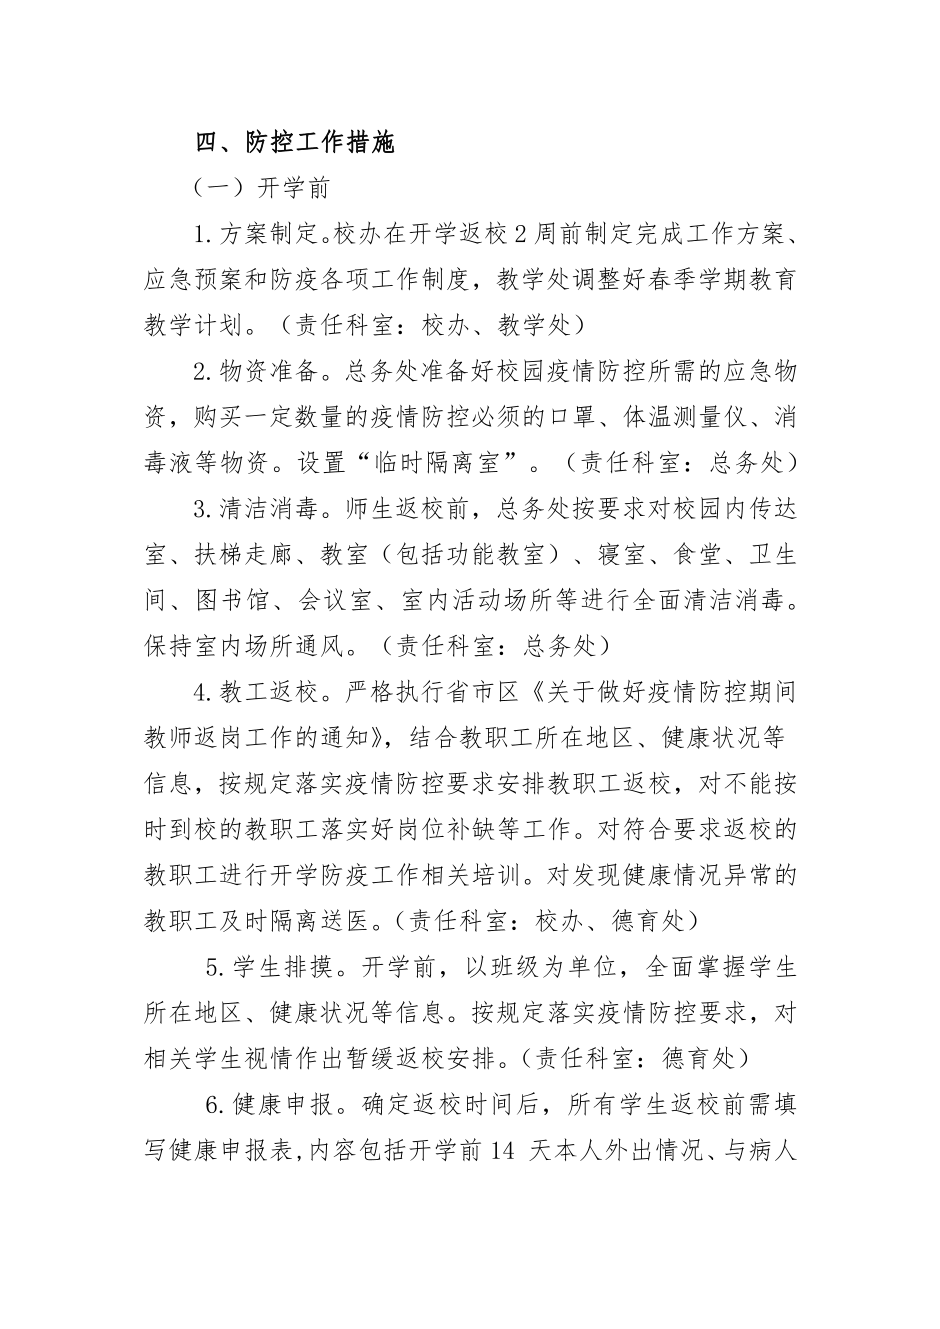 四、防控工作措施
（一）开学前
1.方案制定。校办在开学返校2周前制定完成工作方案、
应急预案和防疫各项工作制度，教学处调整好春季学期教育
教学计划。（责任科室：校办、教学处）
2.物资准备。总务处准备好校园疫情防控所需的应急物
资，购买一定数量的疫情防控必须的口罩、体温测量仪、消
毒液等物资。设置“临时隔离室”。（责任科室：总务处）
3.清洁消毒。师生返校前，总务处按要求对校园内传达
室、扶梯走廊、教室（包括功能教室）、寝室、食堂、卫生
间、图书馆、会议室、室内活动场所等进行全面清洁消毒。
保持室内场所通风。（责任科室：总务处）
4.教工返校。严格执行省市区《关于做好疫情防控期间
教师返岗工作的通知》，结合教职工所在地区、健康状况等
信息，按规定落实疫情防控要求安排教职工返校，对不能按
时到校的教职工落实好岗位补缺等工作。对符合要求返校的
教职工进行开学防疫工作相关培训。对发现健康情况异常的
教职工及时隔离送医。（责任科室：校办、德育处）
5.学生排摸。开学前，以班级为单位，全面掌握学生
所在地区、健康状况等信息。按规定落实疫情防控要求，对
相关学生视情作出暂缓返校安排。（责任科室：德育处）
6.健康申报。确定返校时间后，所有学生返校前需填
写健康申报表,内容包括开学前14 天本人外出情况、与病人